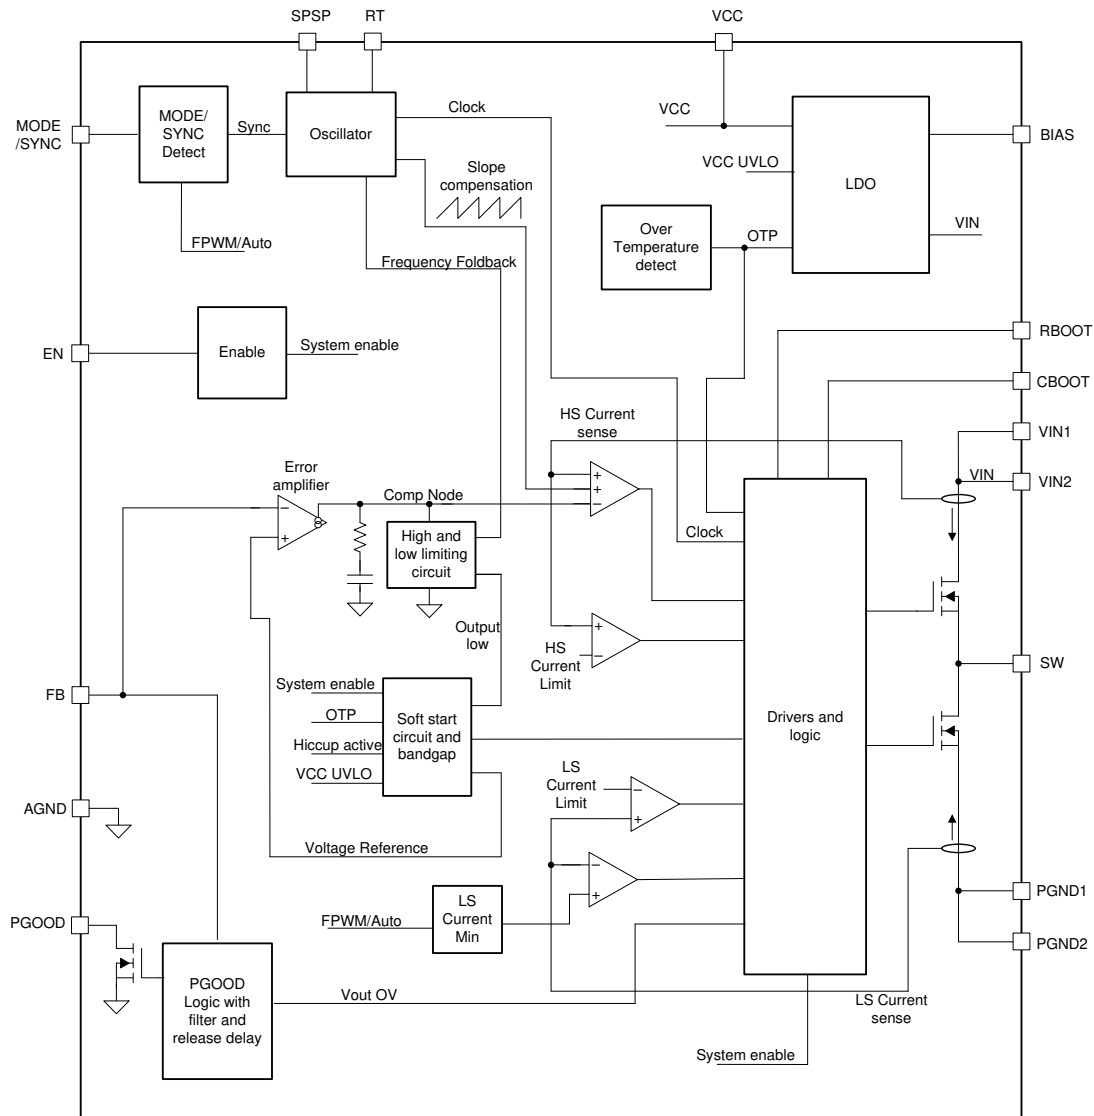 SPSP
RT
VCC
MODE
/SYNC
MODE/
SYNC
Detect
Sync
Oscillator
Clock
VCC
BIAS
Slope
compensation
VCC UVLO
LDO
FPWM/Auto
Over
Temperature
detect
OTP
VIN
Frequency Foldback
RBOOT
EN
Enable
System enable
CBOOT
HS Current
sense
VIN1
Error
amplifier
Comp Node
VIN
VIN2
−
+
+
+
−
High and
low limiting
circuit
Clock
Output
low
+
−
HS
Current
Limit
SW
FB
System enable
OTP
Hiccup active
VCC UVLO
Soft start
circuit and
bandgap
Drivers and
logic
LS
Current
Limit
−
+
AGND
Voltage Reference
−
+
PGND1
PGOOD
FPWM/Auto
LS
Current
Min
PGND2
PGOOD
Logic with
filter and
release delay
Vout OV
LS Current
sense
System enable